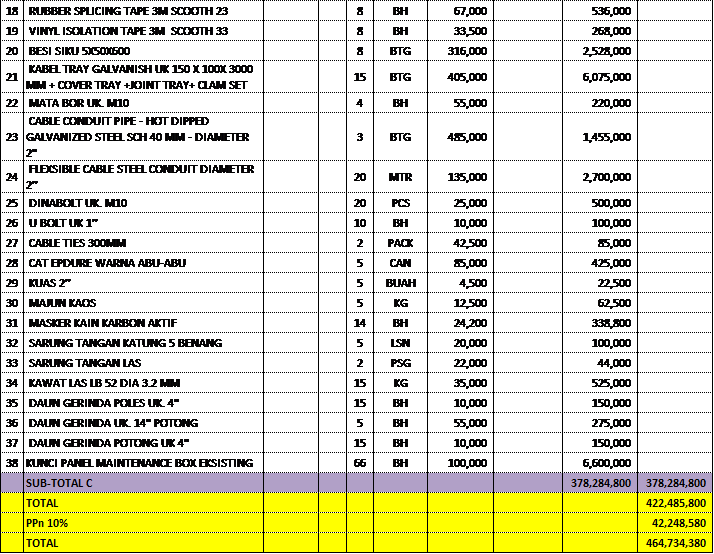 18 RUBBER SPLICING TAPE 3M SCOOTH 23 8 BH 67,000 536,000
19 VINYL ISOLATION TAPE 3M SCOOTH 33 8 BH 33,500 268,000
20 BESI SIKU 5X50X600 8 BTG 316,000 2,528,000
21 KABEL TRAY GALVANISH UK 150 X 100X 3000
MM + COVER TRAY +JOINT TRAY+ CLAM SET 15 BTG 405,000 6,075,000
22 MATA BOR UK. M10 4 BH 55,000 220,000
CABLE CONDUIT PIPE - HOT DIPPED
23 GALVANIZED STEEL SCH 40 MM - DIAMETER 3 BTG 485,000 1,455,000
2"
24 FLEXSIBLE CABLE STEEL CONDUIT DIAMETER 20 MTR 135,000 2,700,000
2"
25 DINABOLT UK. M10 20 PCS 25,000 500,000
26 U BOLT UK 1" 10 BH 10,000 100,000
27 CABLE TIES 300MM 2 PACK 42,500 85,000
28 CAT EPDURE WARNA ABU-ABU 5 CAN 85,000 425,000
29 KUAS 2" 5 BUAH 4,500 22,500
30 MAJUN KAOS 5 KG 12,500 62,500
31 MASKER KAIN KARBON AKTIF 14 BH 24,200 338,800
32 SARUNG TANGAN KATUNG 5 BENANG 5 LSN 20,000 100,000
33 SARUNG TANGAN LAS 2 PSG 22,000 44,000
34 KAWAT LAS LB 52 DIA 3.2 MM 15 KG 35,000 525,000
35 DAUN GERINDA POLES UK. 4" 15 BH 10,000 150,000
36 DAUN GERINDA UK. 14" POTONG 5 BH 55,000 275,000
37 DAUN GERINDA POTONG UK 4" 15 BH 10,000 150,000
38 KUNCI PANEL MAINTENANCE BOX EKSISTING 66 BH 100,000 6,600,000
SUB-TOTAL C 378,284,800 378,284,800
TOTAL 422,485,800
PPn 10% 42,248,580
TOTAL 464,734,380